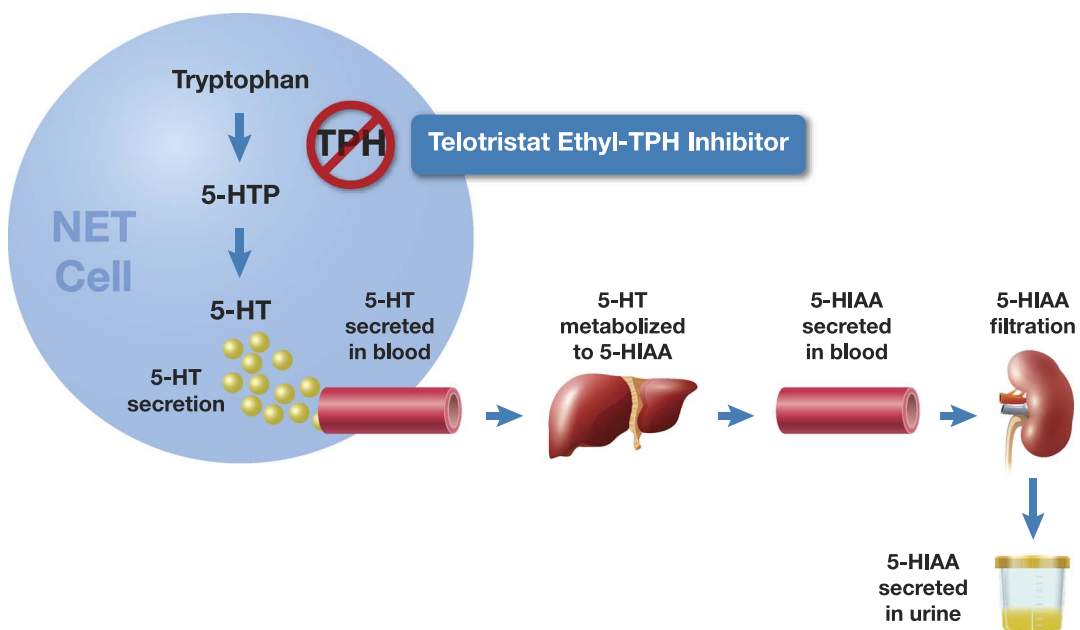 Tryptophan
TPH
Telotristat Ethyl-TPH Inhibitor
5-HTP
NET
Cell
5-HT
5-HT
secretion
5-HT
secreted
in blood
5-HT
metabolized
to 5-HIAA
5-HIAA
secreted
in blood
5-HIAA
filtration
5-HIAA
secreted
in urine